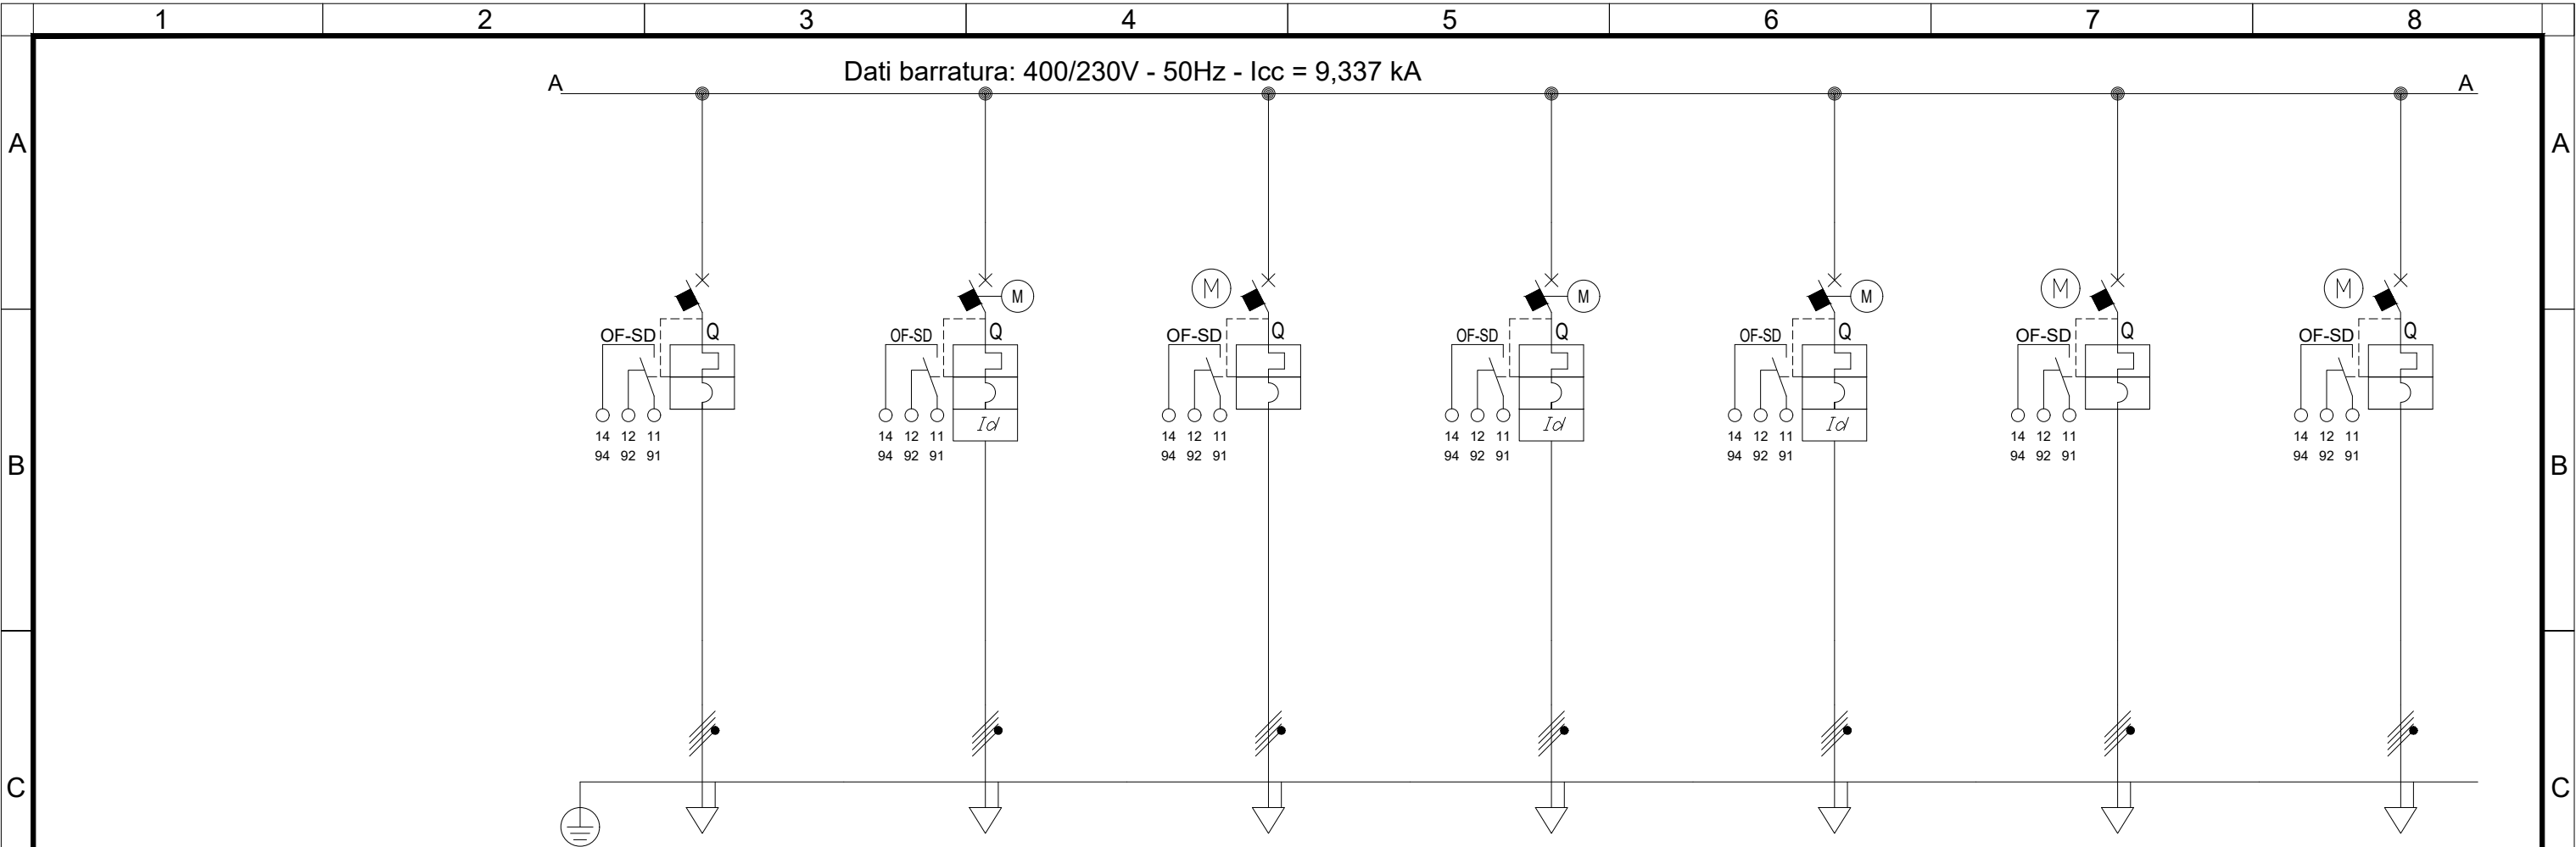 1 2 3 4 5 6 7 8
Dati barratura: 400/230V - 50Hz - Icc = 9,337 kA
A A
A A
M M M M M M
OF-SD Q OF-SD Q OF-SD Q OF-SD Q OF-SD Q OF-SD Q OF-SD Q
Id Id Id
14 12 11 14 12 11 14 12 11 14 12 11 14 12 11 14 12 11 14 12 11
94 92 91 94 92 91 94 92 91 94 92 91 94 92 91 94 92 91 94 92 91
B B
C C